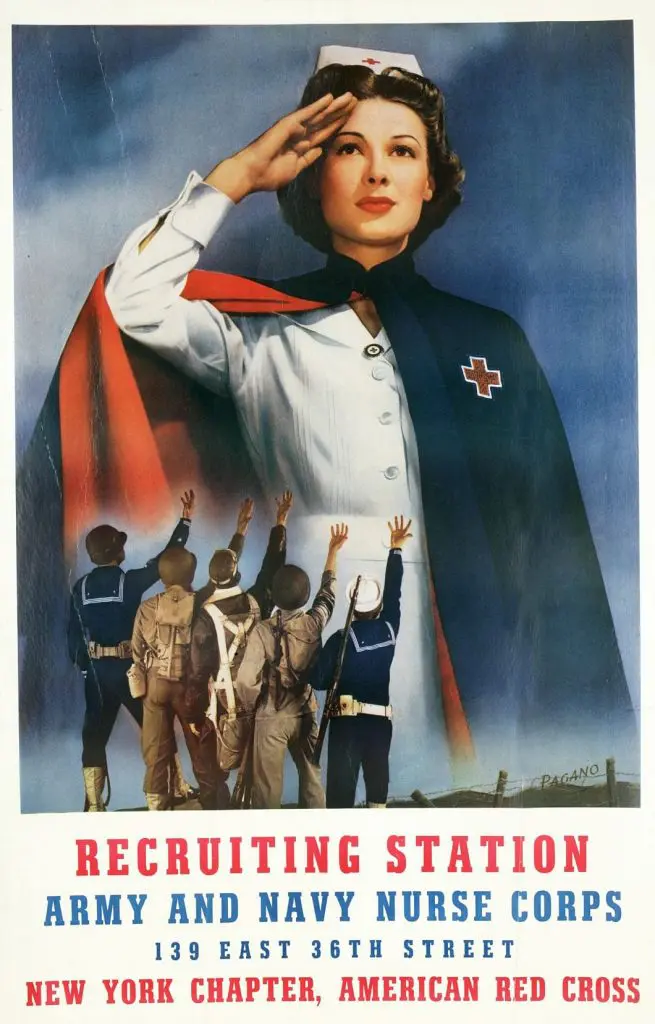 PAGANO
RECRUITING STATION
ARMY AND NAVY NURSE CORPS
139 EAST 36TH STREET
NEW YORK CHAPTER, AMERICAN RED CROSS